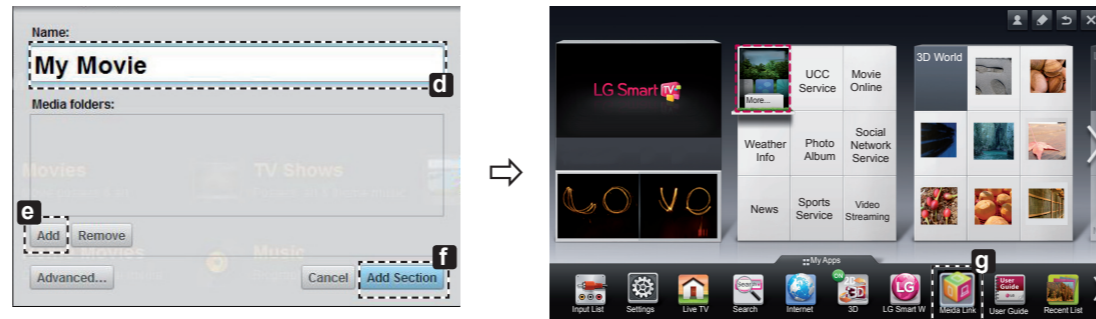 Name:
My Movie
d
Media folders:
Movies
TV Shows
e
Add
Remove
Music
f
Advanced...
Cancel
Add Section
LG Smart TV
More...
UCC Service
Movie Online
Weather Info
Photo Album
Social Network Service
News
Sports Service
Video Streaming
3D World
My Apps
g
Input List
Settings
Live TV
Search
Internet
3D
LG Smart W
Media Link
User Guide
Recent List